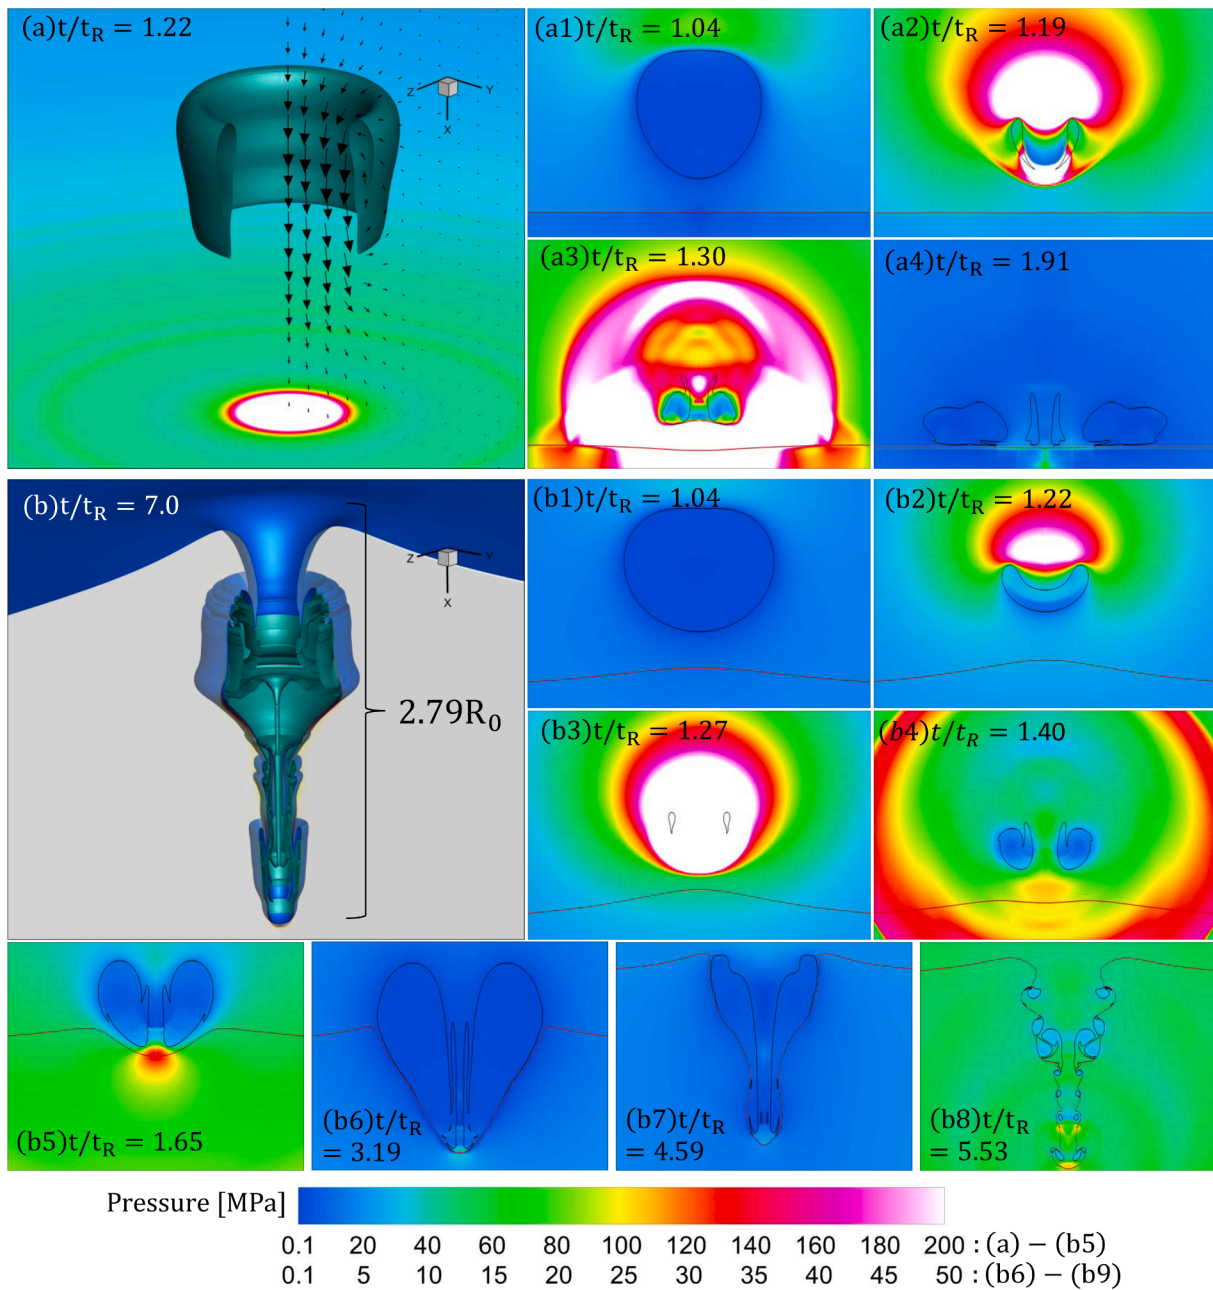 (a)t/tR = 1.22
Z
Y
X
(a1)t/tR = 1.04
(a2)t/tR = 1.19
(a3)t/tR = 1.30
(a4)t/tR = 1.91
(b)t/tR = 7.0
Z
Y
X
2.79R0
(b1)t/tR = 1.04
(b2)t/tR = 1.22
(b3)t/tR = 1.27
(b4)t/tR = 1.40
(b5)t/tR = 1.65
(b6)t/tR
= 3.19
(b7)t/tR
= 4.59
(b8)t/tR
= 5.53
Pressure [MPa]
0.1 20 40 60 80 100 120 140 160 180 200 : (a) − (b5)
0.1 5 10 15 20 25 30 35 40 45 50 : (b6) − (b9)